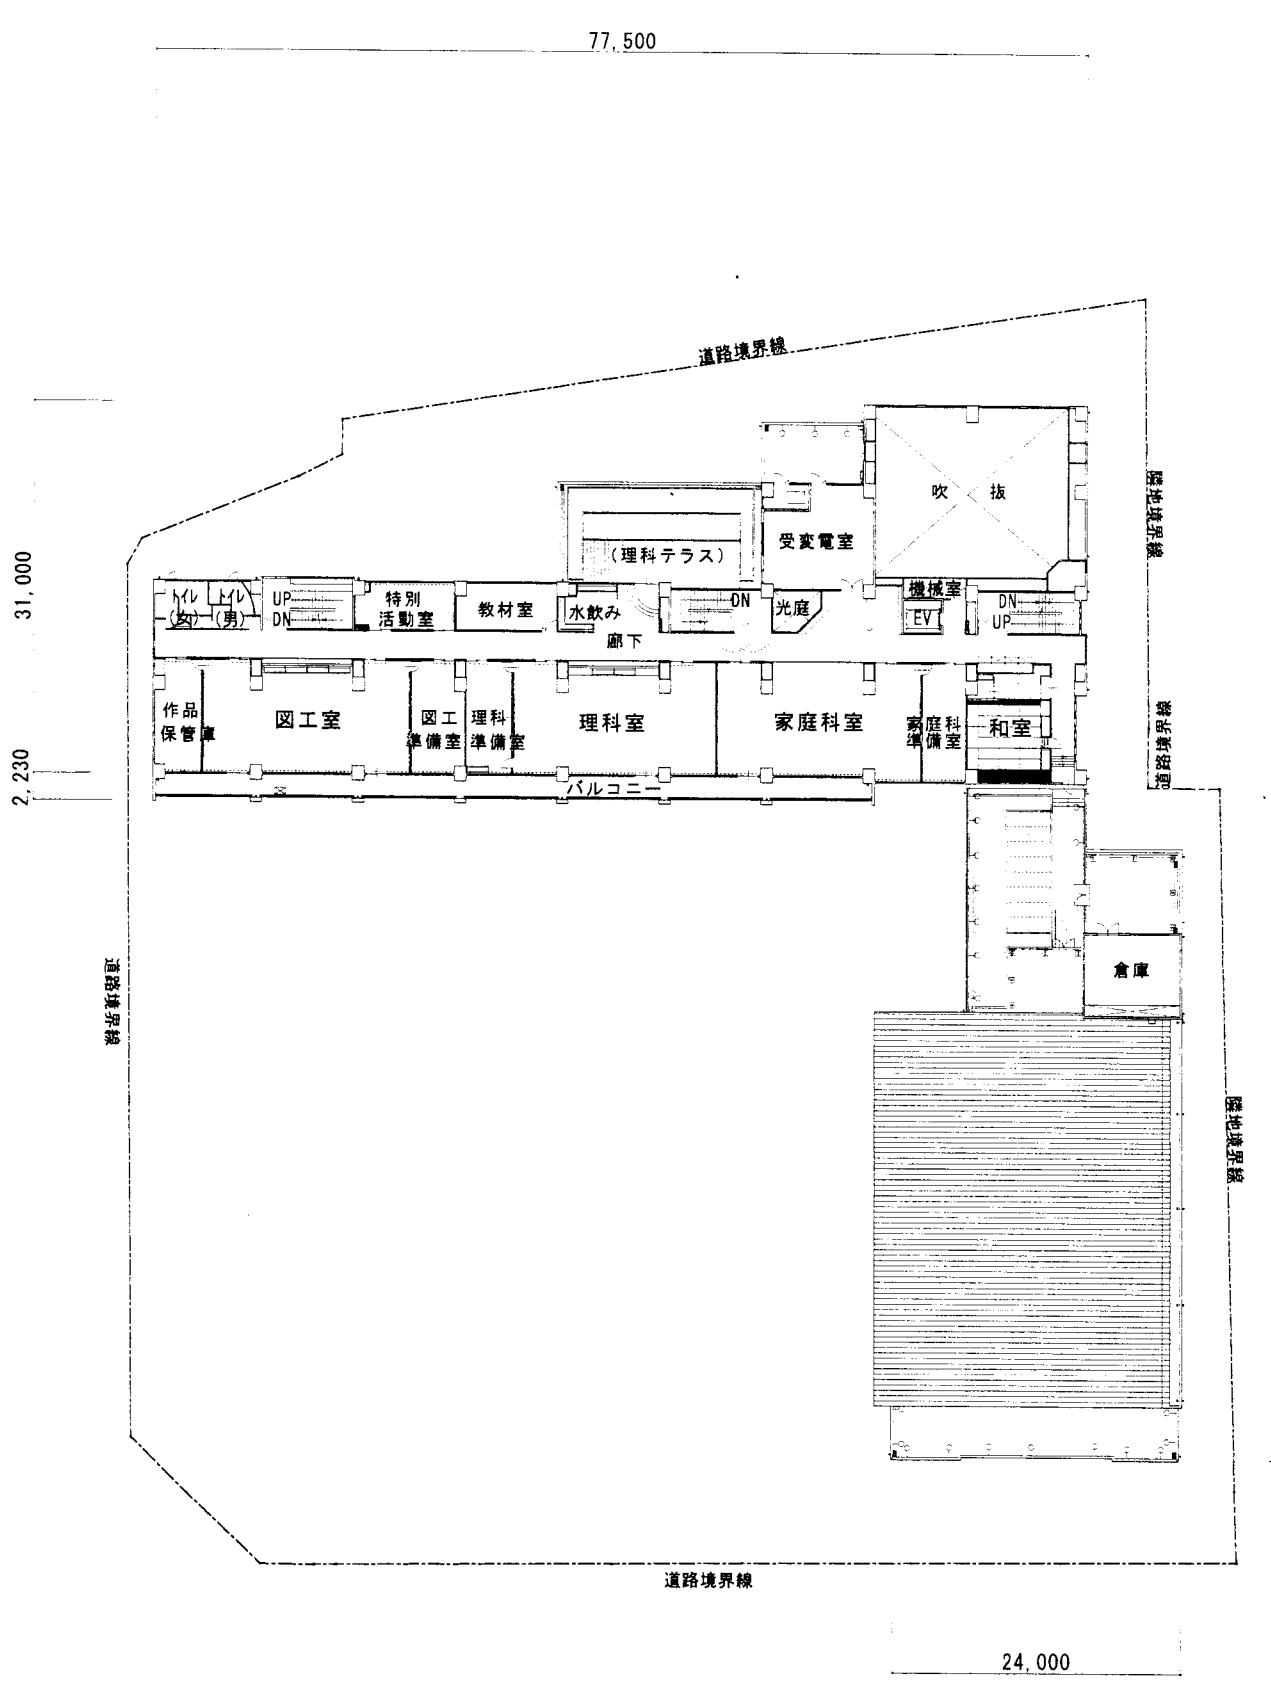 77,500
道路境界線
隣地境界線
吹 抜
受変電室
(理科テラス)
31,000
トイレ
(女)
トイレ
(男)
UP
DN
特別
活動室
教材室
水飲み
DN
光庭
機械室
EV
DN
UP
廊下
作品
保管庫
図工室
図工
準備室
理科
準備室
理科室
家庭科室
家庭科
準備室
和室
道路境界線
2,230
バルコニー
倉庫
道路境界線
隣地境界線
道路境界線
24,000